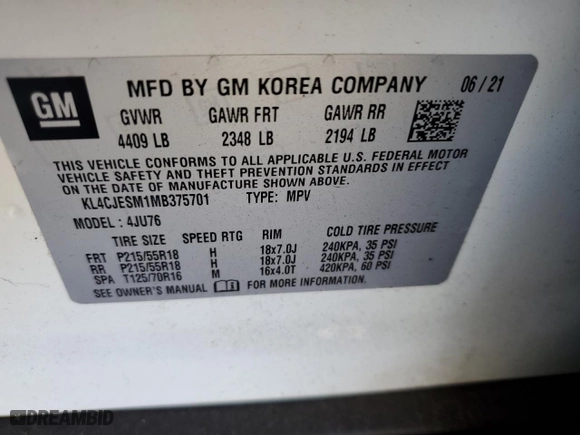 GM
MFD BY GM KOREA COMPANY 06/21
GVWR GAWR FRT GAWR RR
4409 LB 2348 LB 2194 LB
THIS VEHICLE CONFORMS TO ALL APPLICABLE U.S. FEDERAL MOTOR
VEHICLE SAFETY AND THEFT PREVENTION STANDARDS IN EFFECT
ON THE DATE OF MANUFACTURE SHOWN ABOVE.
KL4CJESM1MB375701 TYPE: MPV
MODEL : 4JU76
TIRE SIZE SPEED RTG RIM COLD TIRE PRESSURE
FRT P215/55R18 H 18x7.0J 240KPA, 35 PSI
RR P215/55R18 H 18x7.0J 240KPA, 35 PSI
SPA T125/70R16 M 16x4.0T 420KPA, 60 PSI
SEE OWNER'S MANUAL FOR MORE INFORMATION.
DREAMBID